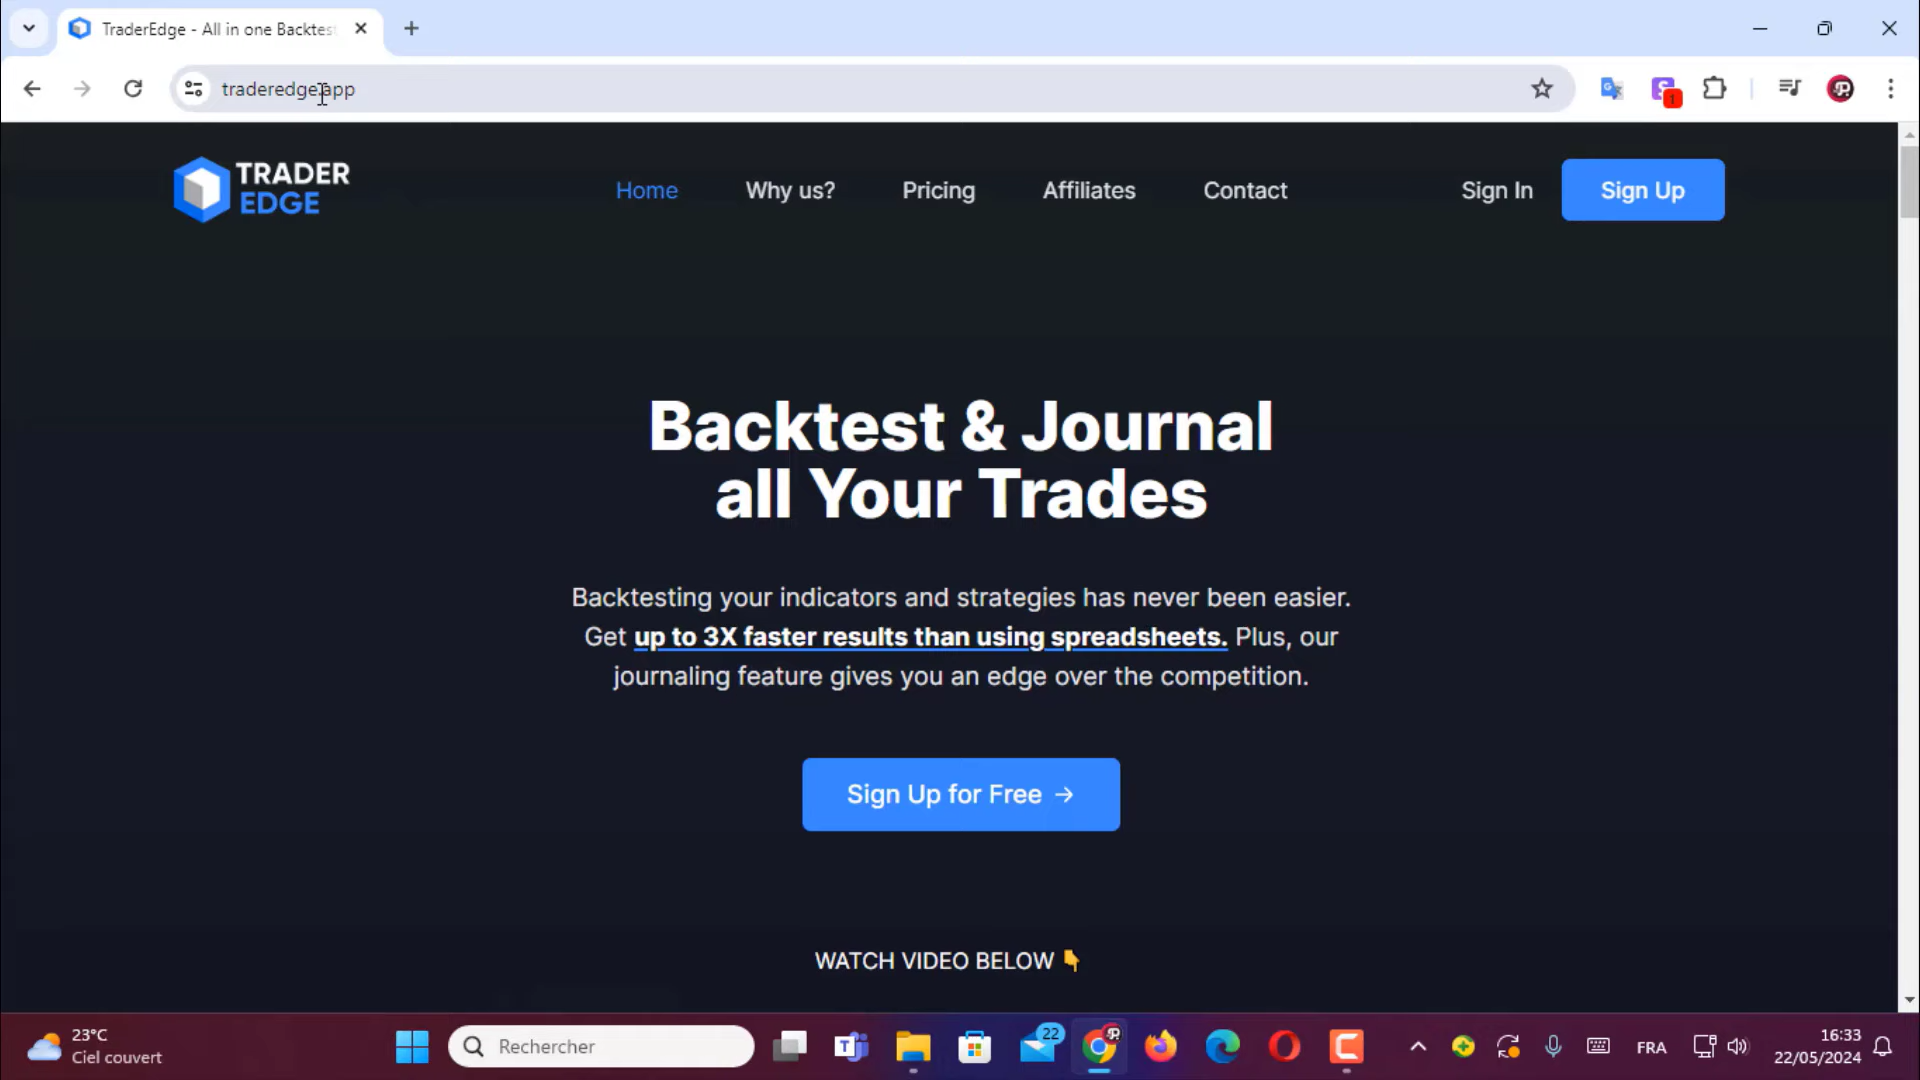 TraderEdge - All in one Backtest
traderedge.app
1
TRADER
EDGE
Home
Why us?
Pricing
Affiliates
Contact
Sign In
Sign Up
Backtest & Journal
all Your Trades
Backtesting your indicators and strategies has never been easier.
Get up to 3X faster results than using spreadsheets. Plus, our
journaling feature gives you an edge over the competition.
Sign Up for Free →
WATCH VIDEO BELOW 👇
23°C
Ciel couvert
Rechercher
22
FRA
16:33
22/05/2024